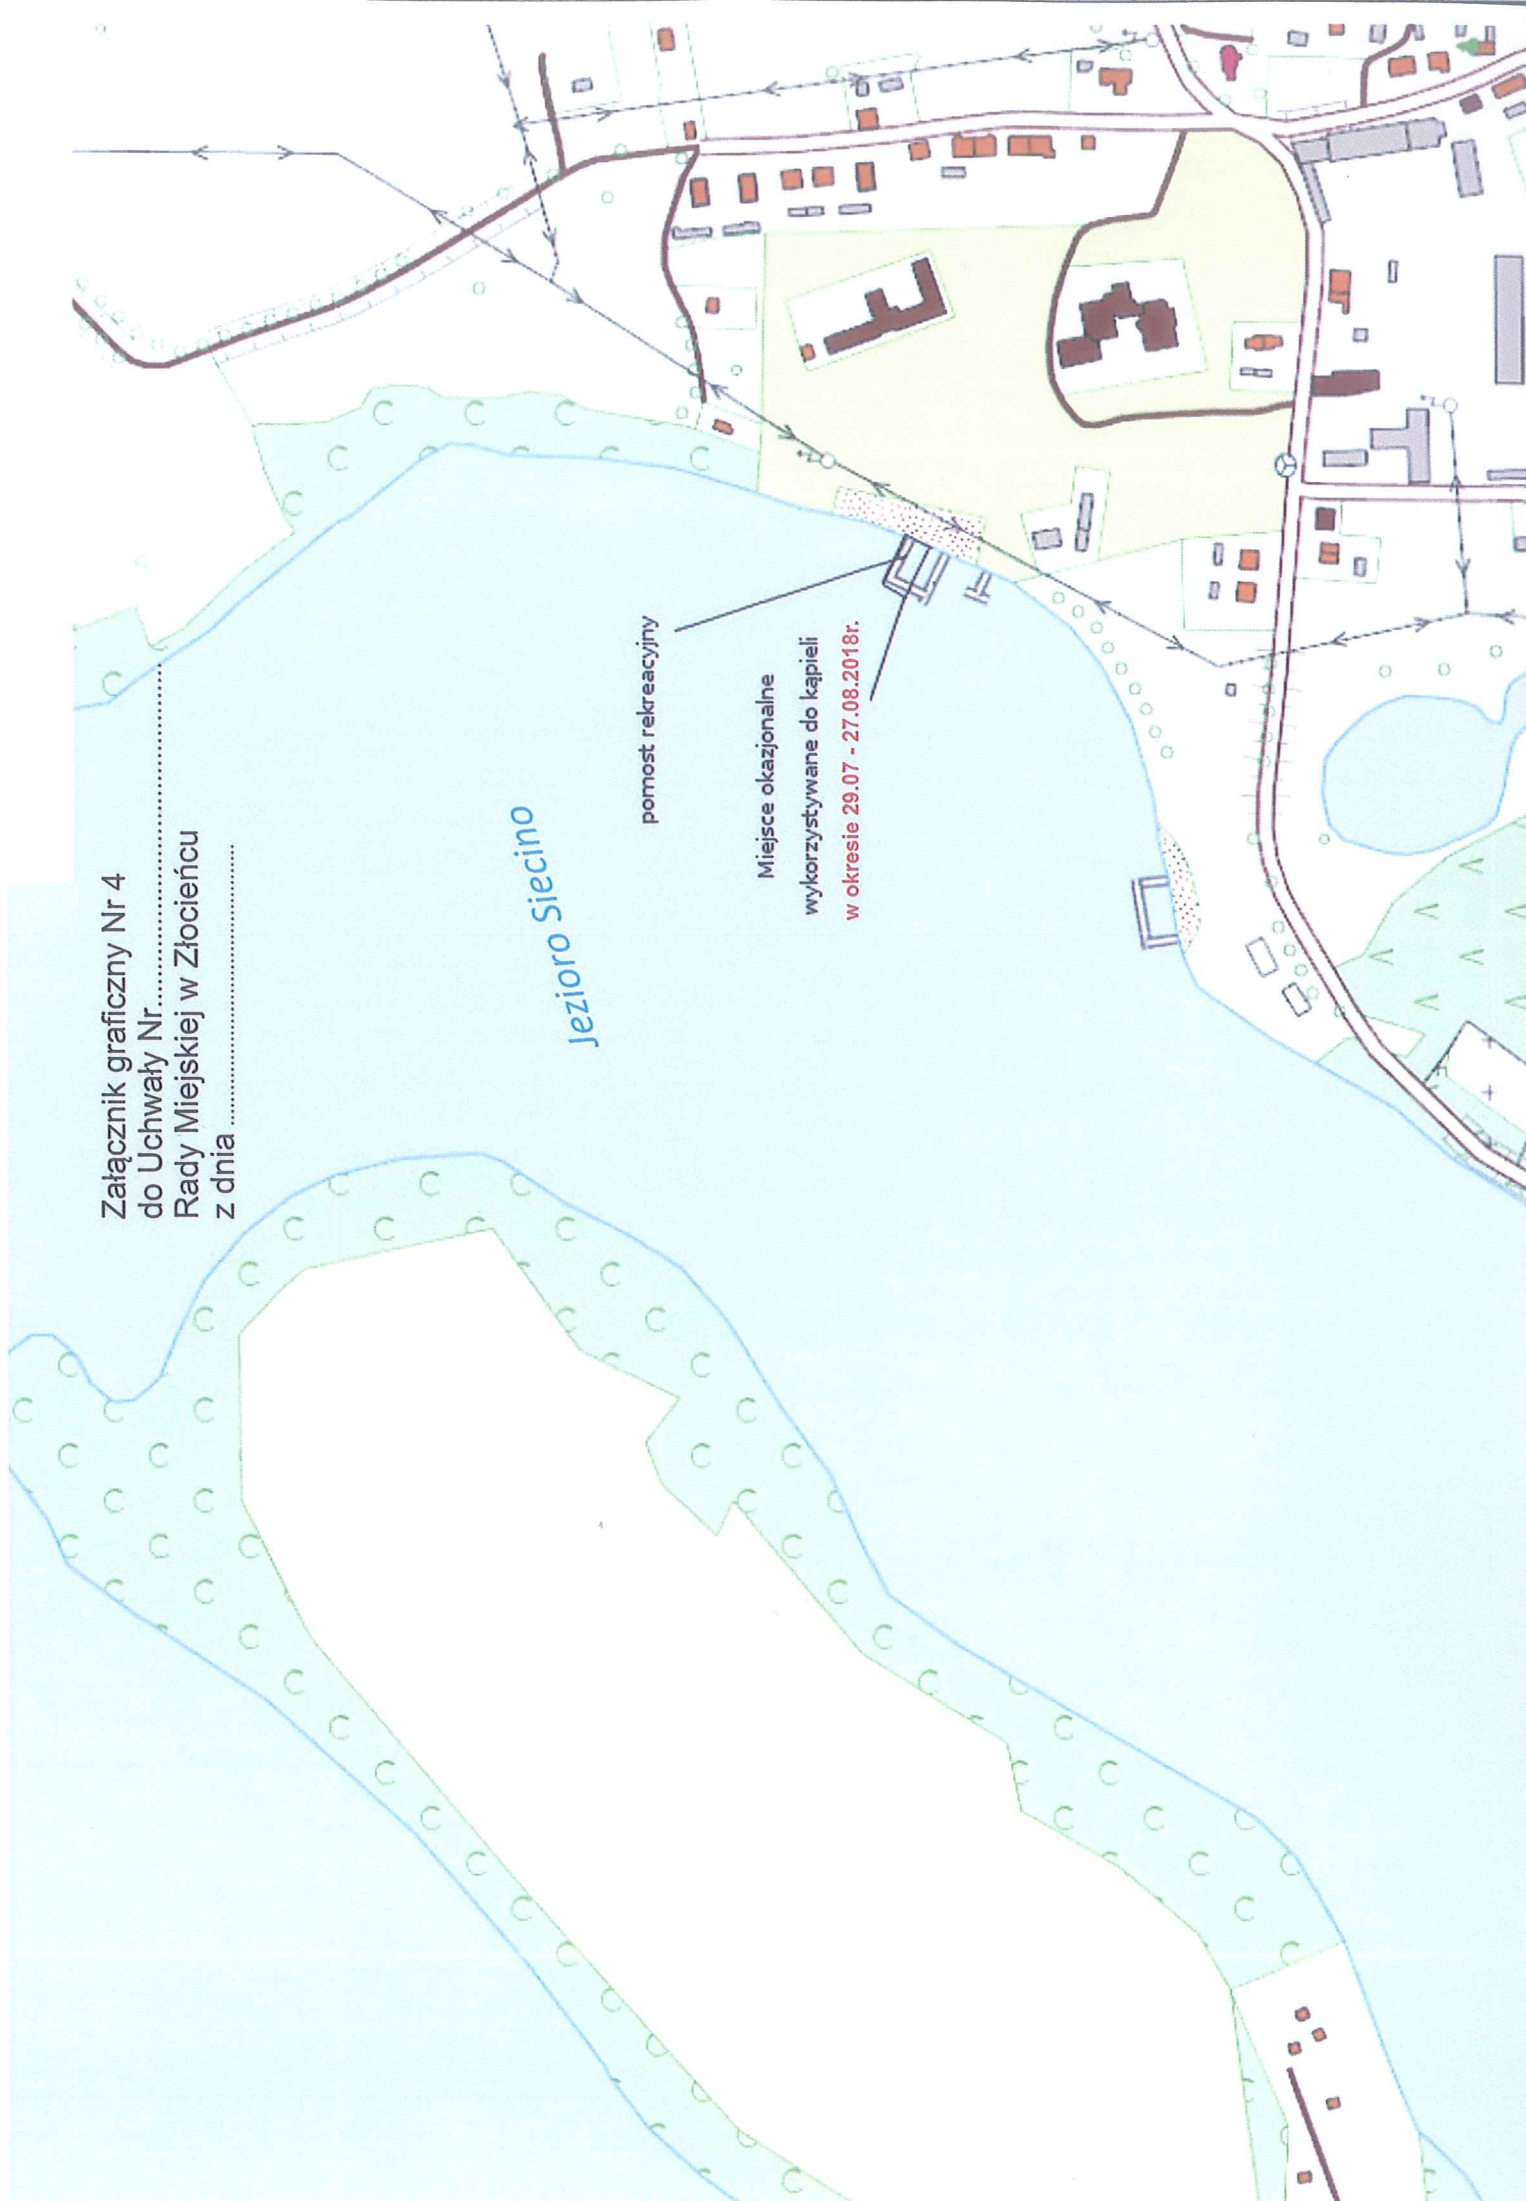 Załącznik graficzny Nr 4
do Uchwały Nr..............................................
Rady Miejskiej w Złocieńcu
z dnia ........................................
Jezioro Siecino
pomost rekreacyjny
Miejsce okazjonalne
wykorzystywane do kąpieli
w okresie 29.07 - 27.08.2018r.